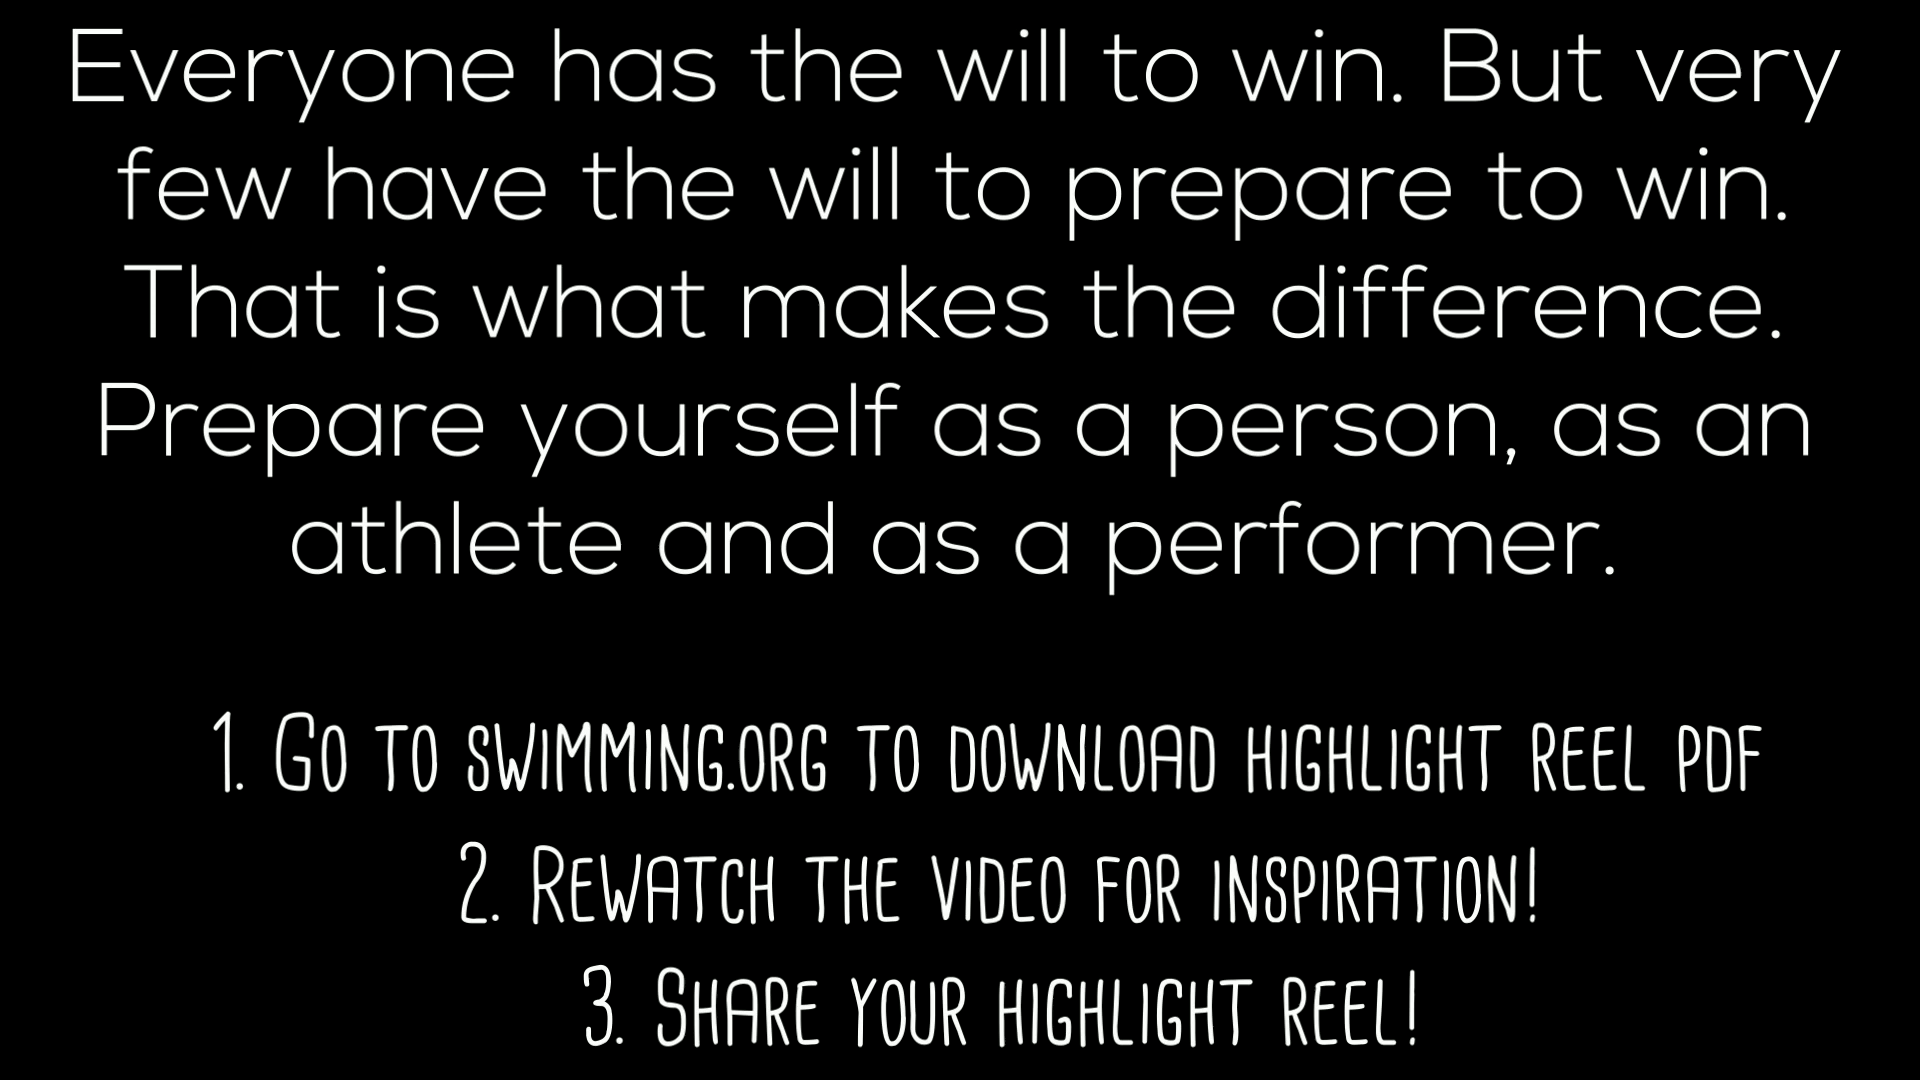 Everyone has the will to win. But very
few have the will to prepare to win.
That is what makes the difference.
Prepare yourself as a person, as an
athlete and as a performer.
1. Go to swimming.org to download highlight reel pdf
2. Rewatch the video for inspiration!
3. Share your highlight reel!